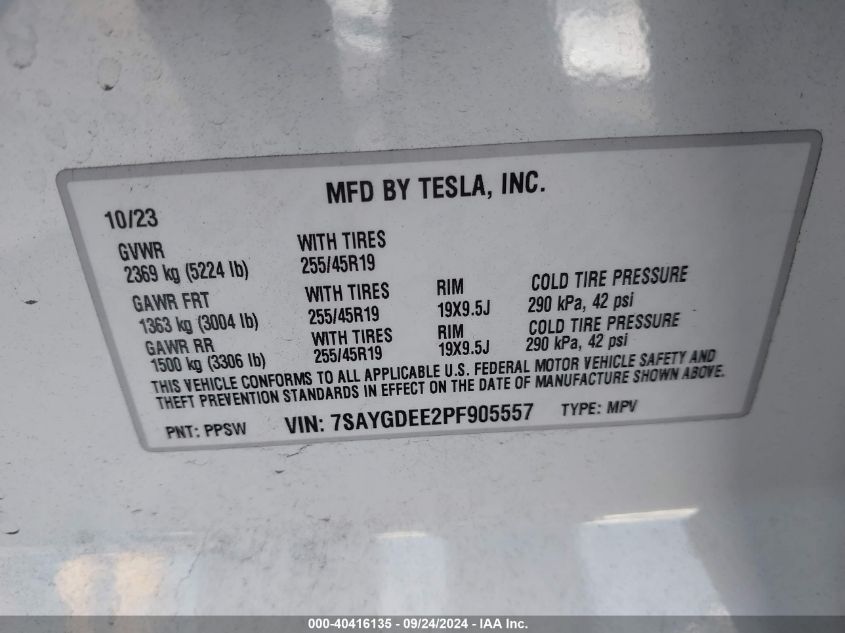 MFD BY TESLA, INC.
10/23
GVWR WITH TIRES
2369 kg (5224 lb) 255/45R19
GAWR FRT WITH TIRES RIM COLD TIRE PRESSURE
1363 kg (3004 lb) 255/45R19 19X9.5J 290 kPa, 42 psi
GAWR RR WITH TIRES RIM COLD TIRE PRESSURE
1500 kg (3306 lb) 255/45R19 19X9.5J 290 kPa, 42 psi
THIS VEHICLE CONFORMS TO ALL APPLICABLE U.S. FEDERAL MOTOR VEHICLE SAFETY AND
THEFT PREVENTION STANDARDS IN EFFECT ON THE DATE OF MANUFACTURE SHOWN ABOVE.
PNT: PPSW VIN: 7SAYGDEE2PF905557 TYPE: MPV
000-40416135 - 09/24/2024 - IAA Inc.